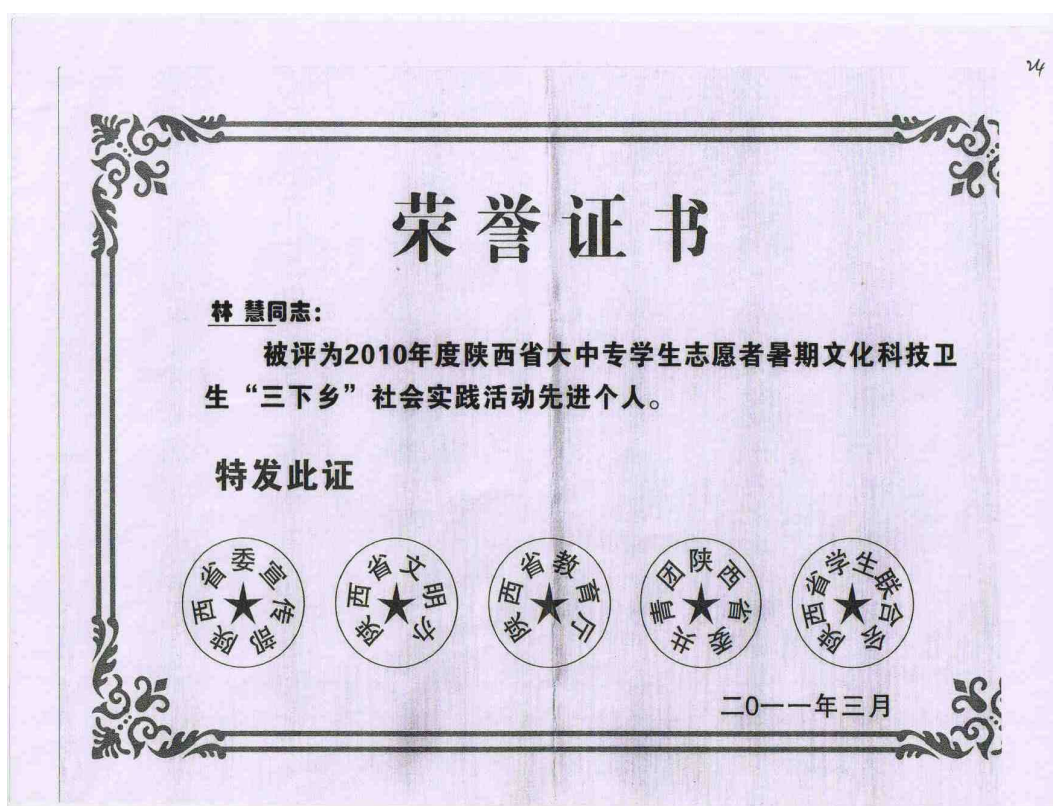 24
荣誉证书
林 慧同志：
被评为2010年度陕西省大中专学生志愿者暑期文化科技卫
生“三下乡”社会实践活动先进个人。
特发此证
陕西省委宣传部
陕西省文明办
陕西省教育厅
共青团陕西省委
陕西省学生联合会
二0一一年三月